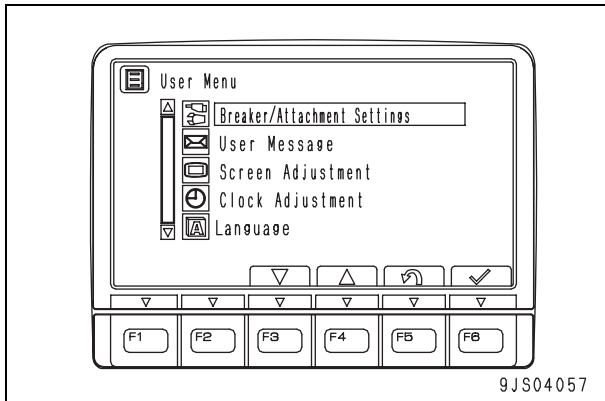 User Menu
Breaker/Attachment Settings
User Message
Screen Adjustment
Clock Adjustment
A Language
F1 F2 F3 F4 F5 F6
9JS04057